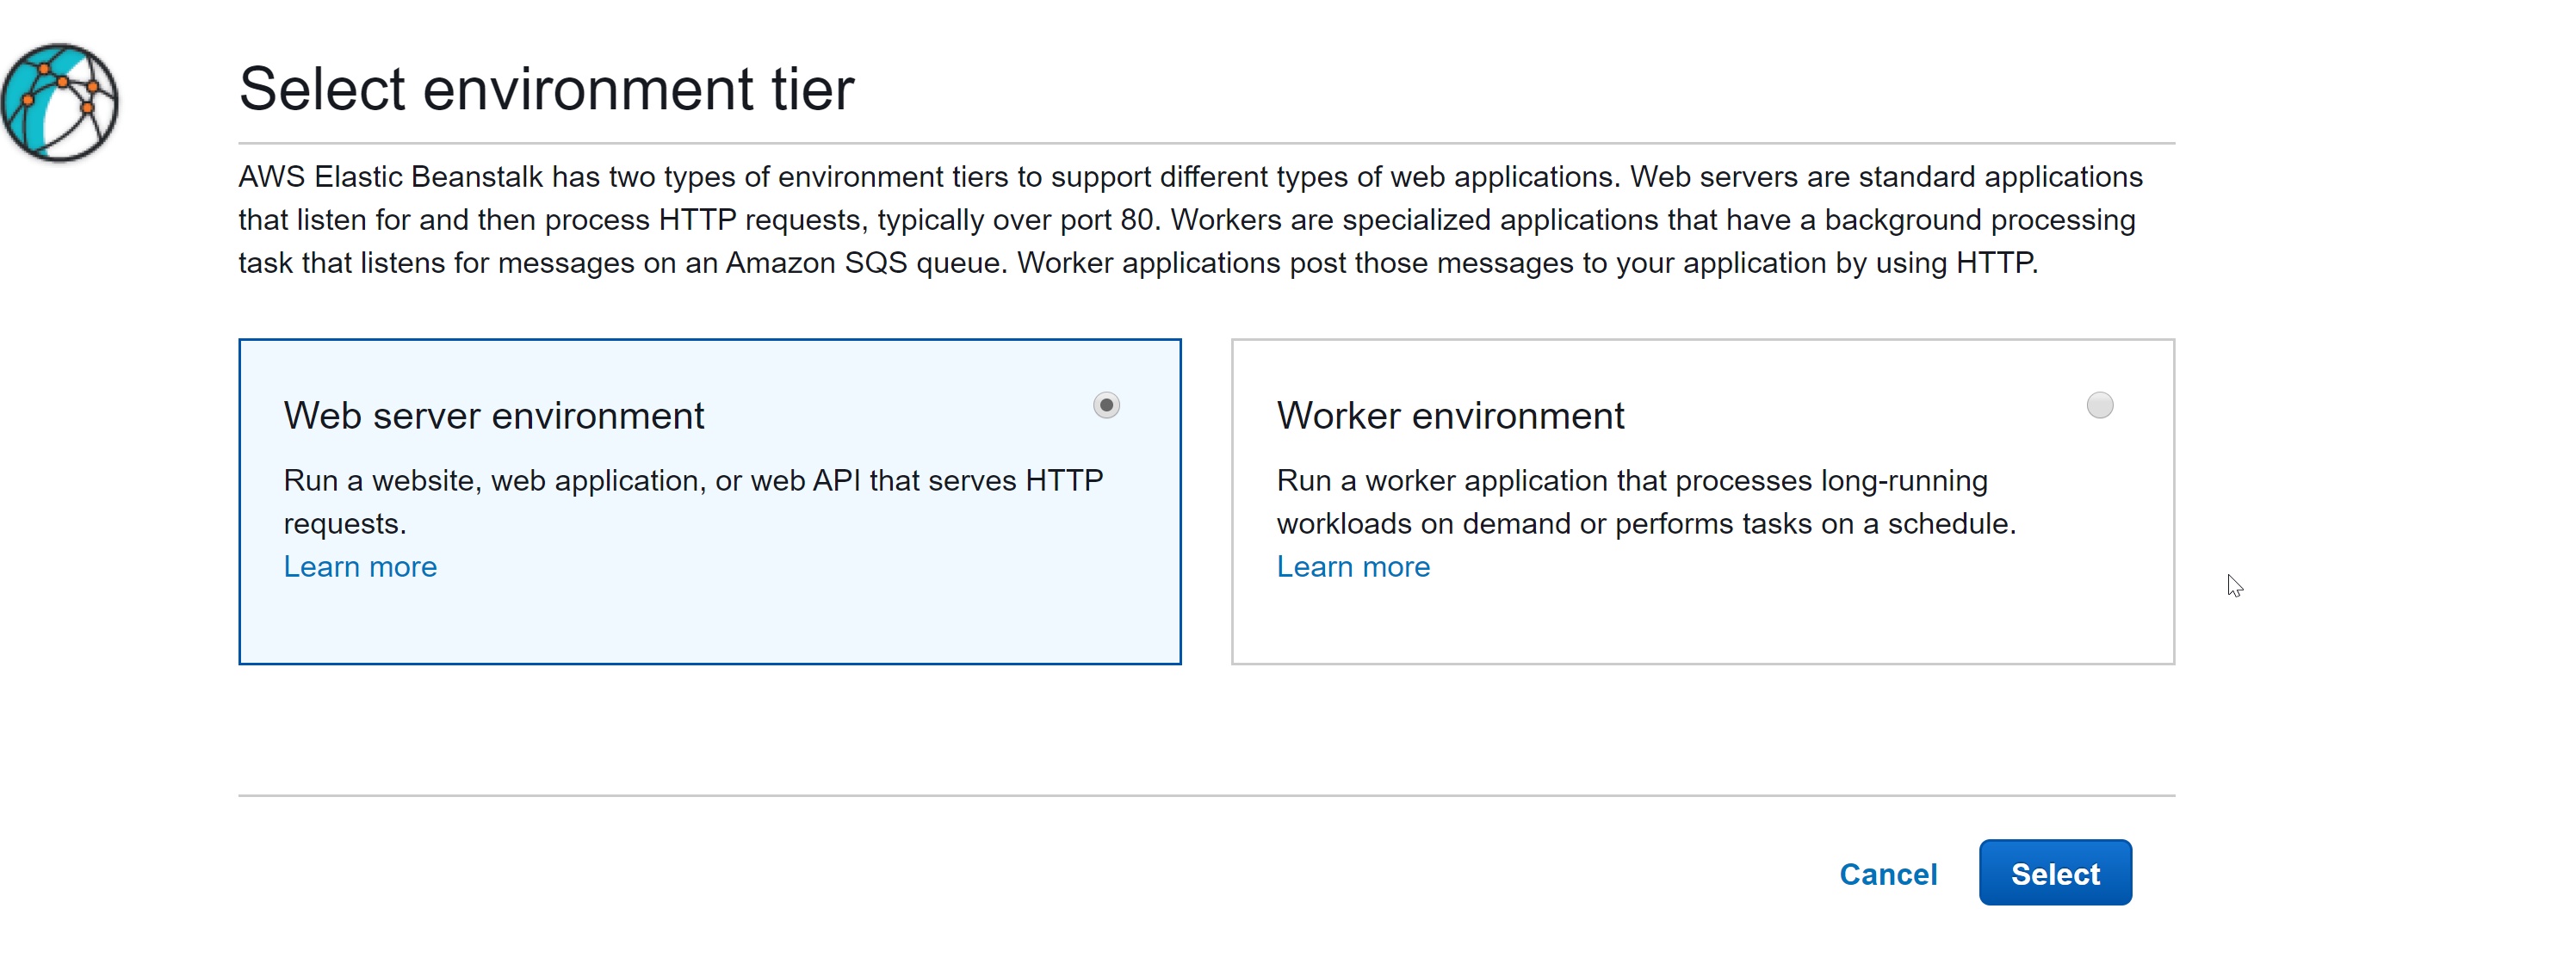 Select environment tier
AWS Elastic Beanstalk has two types of environment tiers to support different types of web applications. Web servers are standard applications
that listen for and then process HTTP requests, typically over port 80. Workers are specialized applications that have a background processing
task that listens for messages on an Amazon SQS queue. Worker applications post those messages to your application by using HTTP.
Web server environment
Run a website, web application, or web API that serves HTTP
requests.
Learn more
Worker environment
Run a worker application that processes long-running
workloads on demand or performs tasks on a schedule.
Learn more
Cancel
Select